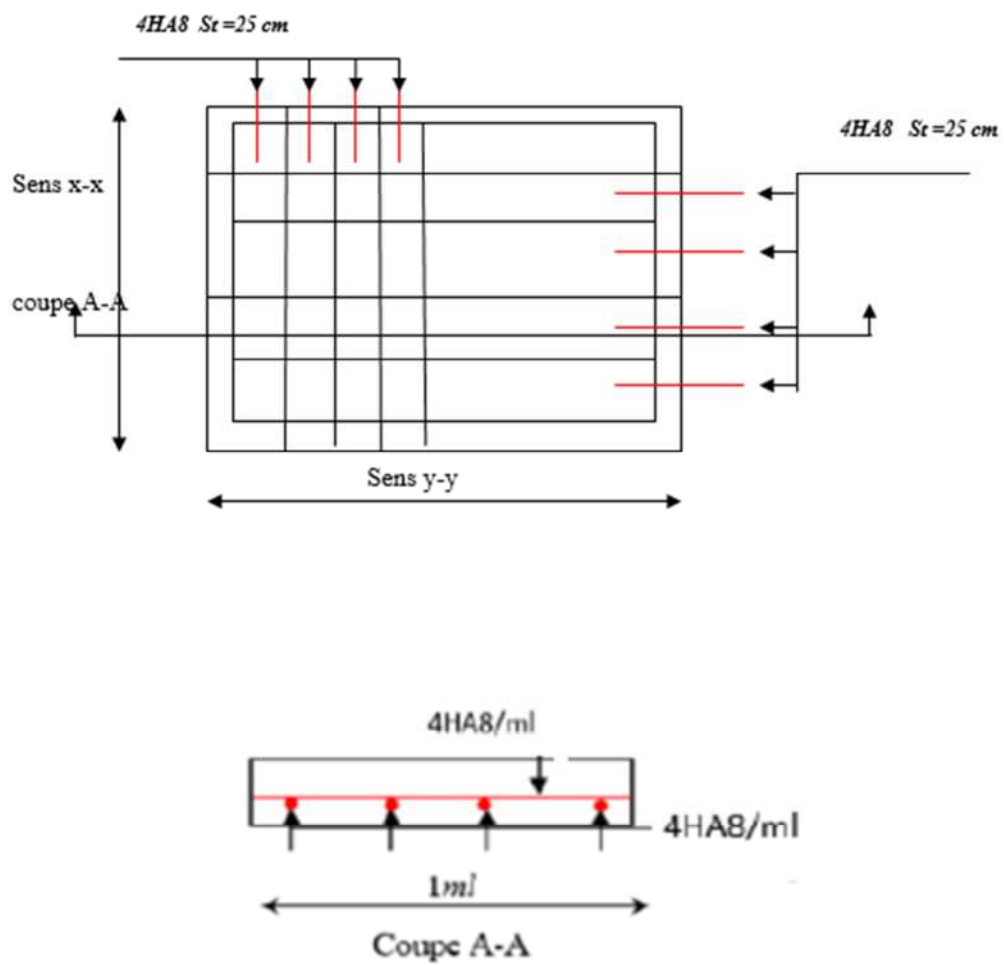 4HA8 St =25 cm
4HA8 St =25 cm
Sens x-x
coupe A-A
Sens y-y
4HA8/ml
4HA8/ml
1ml
Coupe A-A